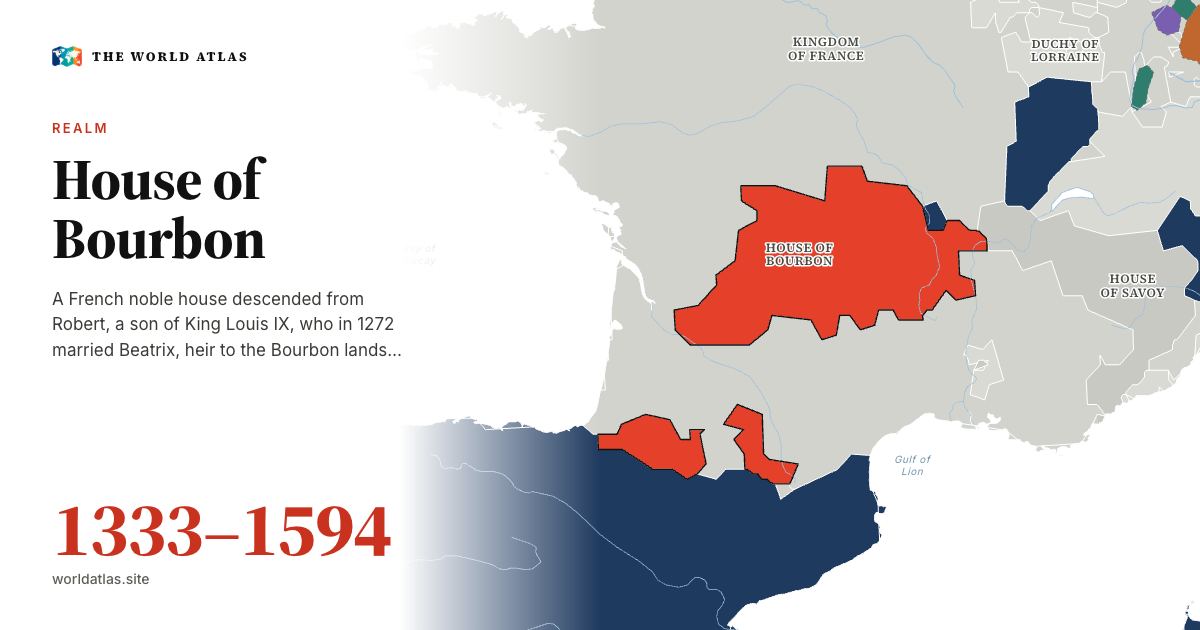 THE WORLD ATLAS
REALM
House of
Bourbon
A French noble house descended from
Robert, a son of King Louis IX, who in 1272
married Beatrix, heir to the Bourbon lands...
1333–1594
worldatlas.site
KINGDOM
OF FRANCE
DUCHY OF
LORRAINE
HOUSE OF
BOURBON
HOUSE
OF SAVOY
Gulf of
Lion